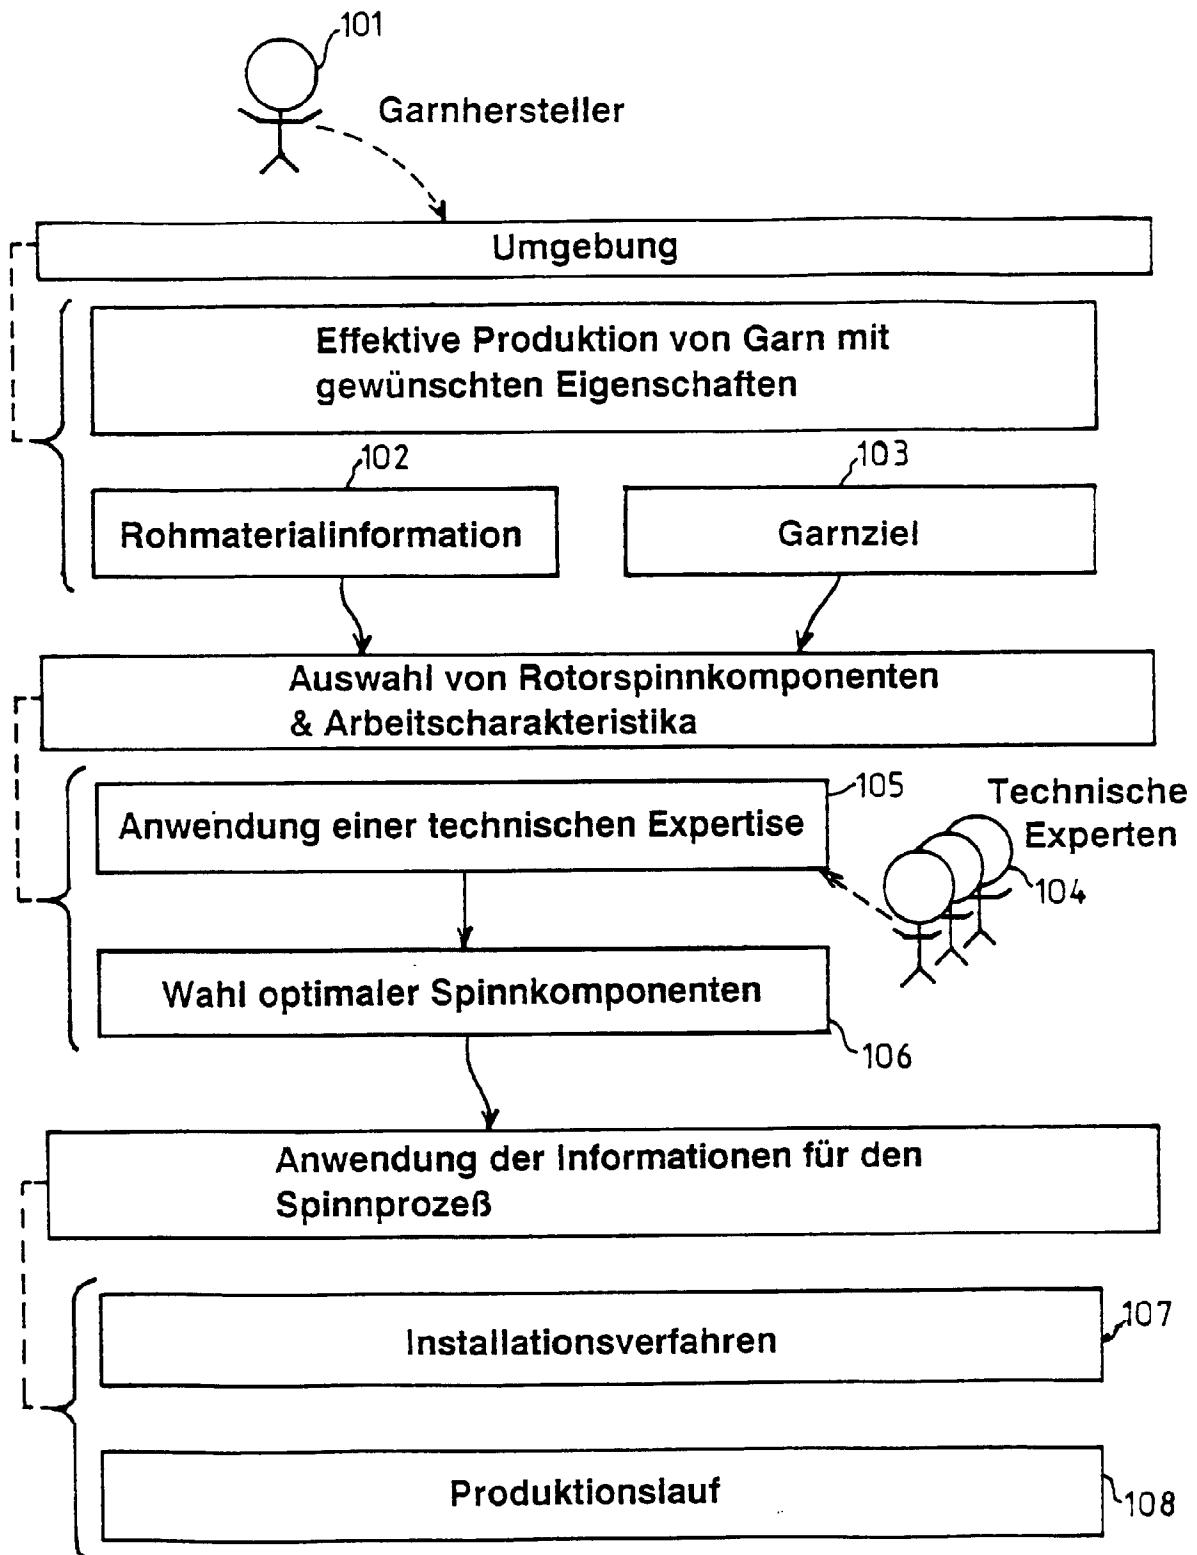 101
Garnhersteller
Umgebung
Effektive Produktion von Garn mit
gewünschten Eigenschaften
102
103
Rohmaterialinformation
Garnziel
Auswahl von Rotorspinnkomponenten
& Arbeitscharakteristika
105
Technische
Experten
Anwendung einer technischen Expertise
104
Wahl optimaler Spinnkomponenten
106
Anwendung der Informationen für den
Spinnprozeß
107
Installationsverfahren
Produktionslauf
108